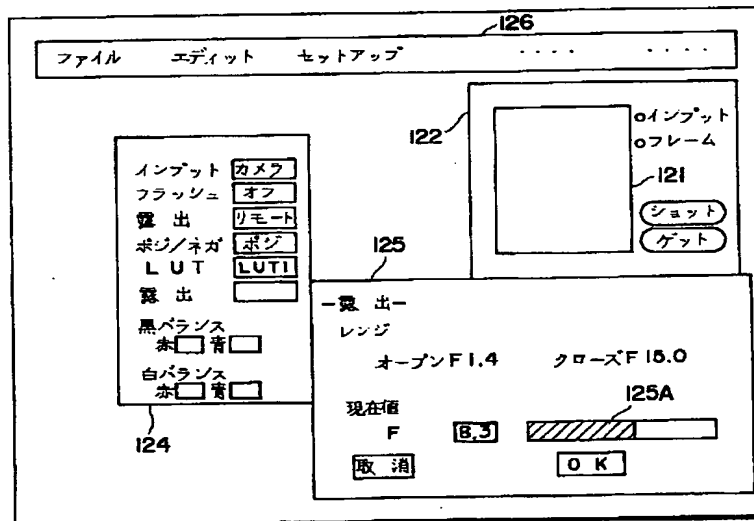 126
ファイル エディット セットアップ ････ ････
122
○インプット
○フレーム
121
ショット
ゲット
インプット カメラ
フラッシュ オフ
露出 リモート
ポジ/ネガ ポジ
LUT LUT1
露出
黒バランス
赤 青
白バランス
赤 青
124
125
-露出-
レンジ
オープンF1.4 クローズF15.0
125A
現在値
F 8.3
取消 OK